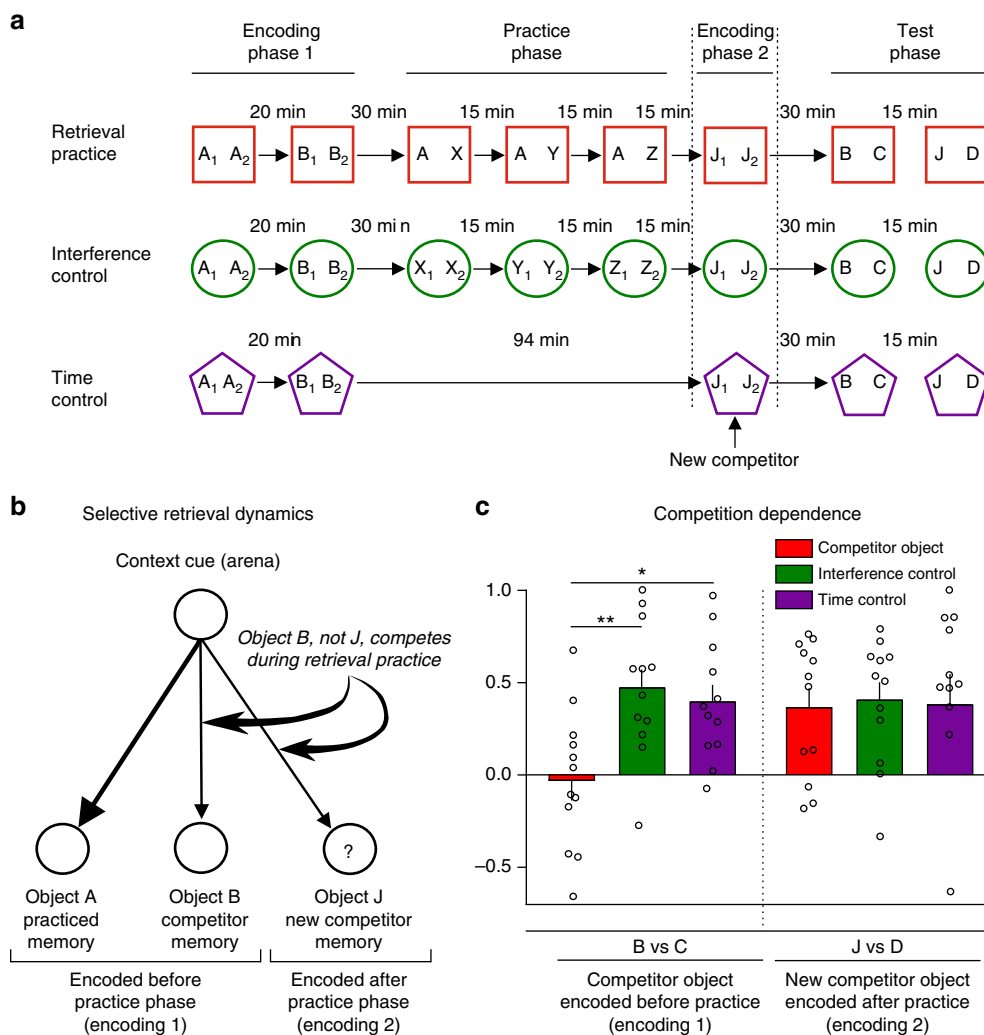 a
Encoding phase 1
Practice phase
Encoding phase 2
Test phase
20 min 30 min 15 min 15 min 15 min 30 min 15 min
Retrieval practice
A1 A2 B1 B2 A X A Y A Z J1 J2 B C J D
20 min 30 min 15 min 15 min 15 min 30 min 15 min
Interference control
A1 A2 B1 B2 X1 X2 Y1 Y2 Z1 Z2 J1 J2 B C J D
20 min 94 min 30 min 15 min
Time control
A1 A2 B1 B2 J1 J2 B C J D
New competitor
b
Selective retrieval dynamics
Context cue (arena)
Object B, not J, competes
during retrieval practice
?
Object A
practiced
memory
Object B
competitor
memory
Object J
new competitor
memory
Encoded before
practice phase
(encoding 1)
Encoded after
practice phase
(encoding 2)
c
Competition dependence
Competitor object
Interference control
Time control
1.0
0.5
0.0
−0.5
*
**
B vs C
Competitor object
encoded before practice
(encoding 1)
J vs D
New competitor object
encoded after practice
(encoding 2)